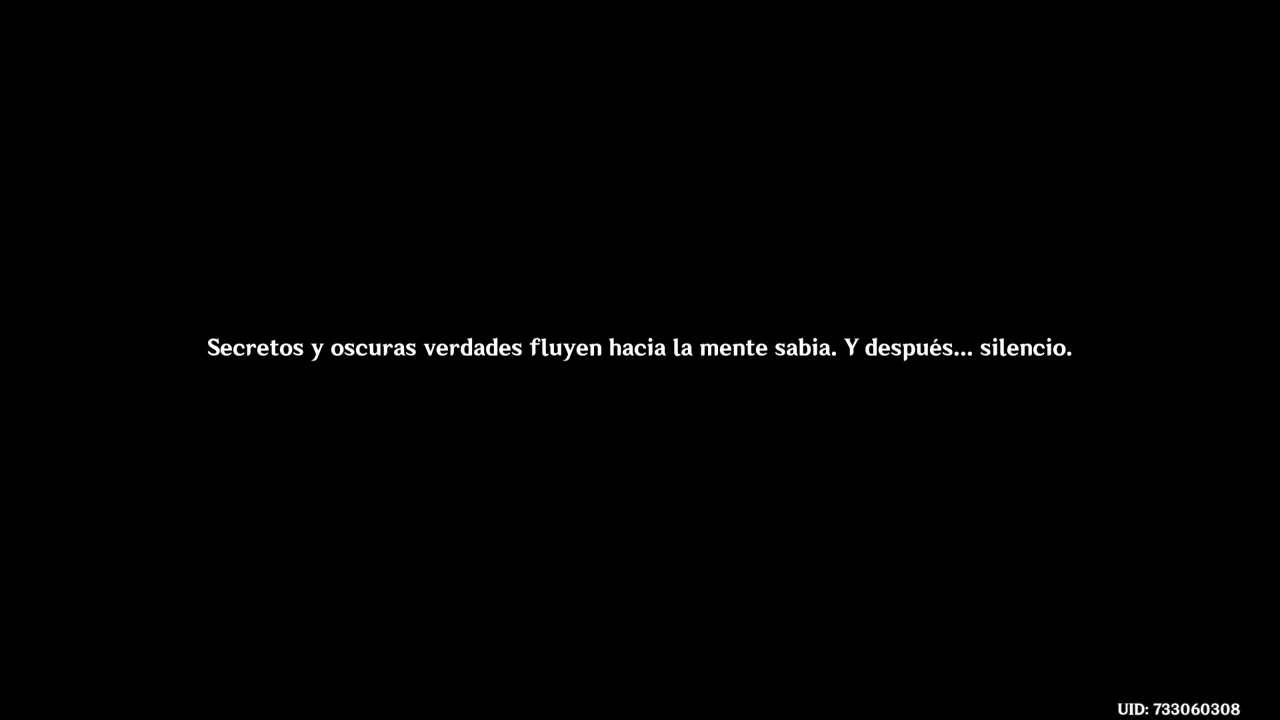 Secretos y oscuras verdades fluyen hacia la mente sabia. Y después... silencio.
UID: 733060308